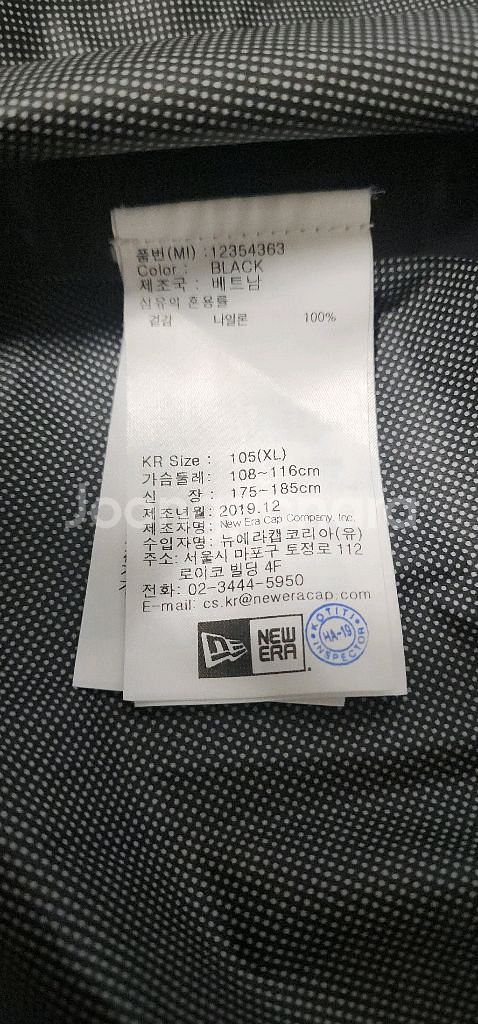 품번(MI) :12354363
Color : BLACK
제조국 : 베트남
섬유의 혼용률
겉감 나일론 100%
KR Size : 105(XL)
가슴둘레: 108~116cm
신 장 : 175~185cm
제조년월: 2019.12
제조자명: New Era Cap Company, Inc.
수입자명: 뉴에라캡코리아(유)
주소: 서울시 마포구 토정로 112
로이코 빌딩 4F
전화: 02-3444-5950
E-mail: cs.kr@neweracap.com
NEW
ERA
KOTITI
HA-19
INSPECTOR